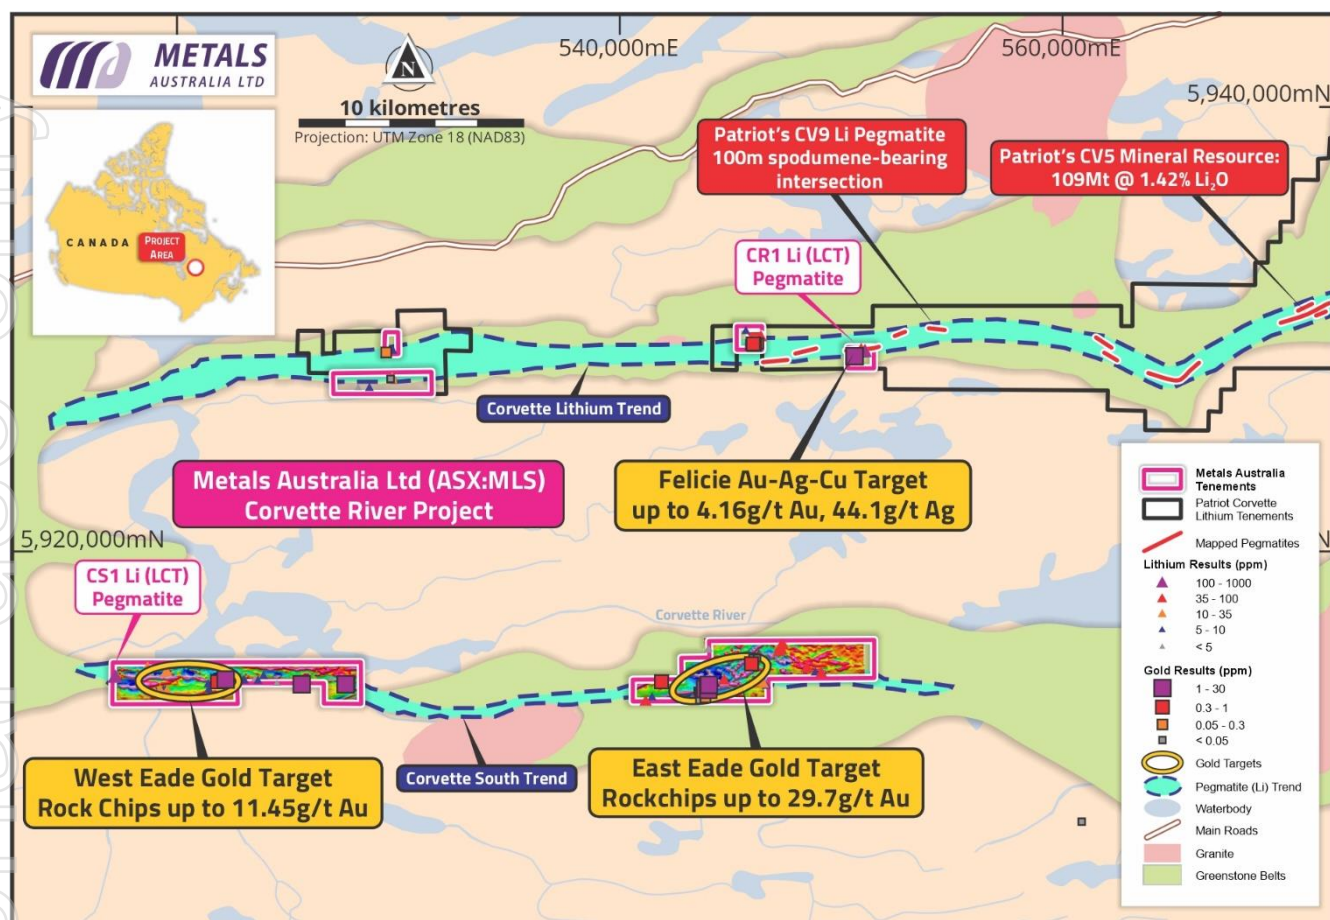 METALS
AUSTRALIA LTD
N
10 kilometres
Projection: UTM Zone 18 (NAD83)
540,000mE
560,000mE
5,940,000mN
CANADA
PROJECT
AREA
Patriot's CV9 Li Pegmatite
100m spodumene-bearing
intersection
Patriot's CV5 Mineral Resource:
109Mt @ 1.42% Li₂O
CR1 Li (LCT)
Pegmatite
Corvette Lithium Trend
Metals Australia Ltd (ASX:MLS)
Corvette River Project
Felicie Au-Ag-Cu Target
up to 4.16g/t Au, 44.1g/t Ag
5,920,000mN
N
CS1 Li (LCT)
Pegmatite
Corvette River
West Eade Gold Target
Rock Chips up to 11.45g/t Au
Corvette South Trend
East Eade Gold Target
Rockchips up to 29.7g/t Au
Metals Australia
Tenements
Patriot Corvette
Lithium Tenements
Mapped Pegmatites
Lithium Results (ppm)
100 - 1000
35 - 100
10 - 35
5 - 10
< 5
Gold Results (ppm)
1 - 30
0.3 - 1
0.05 - 0.3
< 0.05
Gold Targets
Pegmatite (Li) Trend
Waterbody
Main Roads
Granite
Greenstone Belts